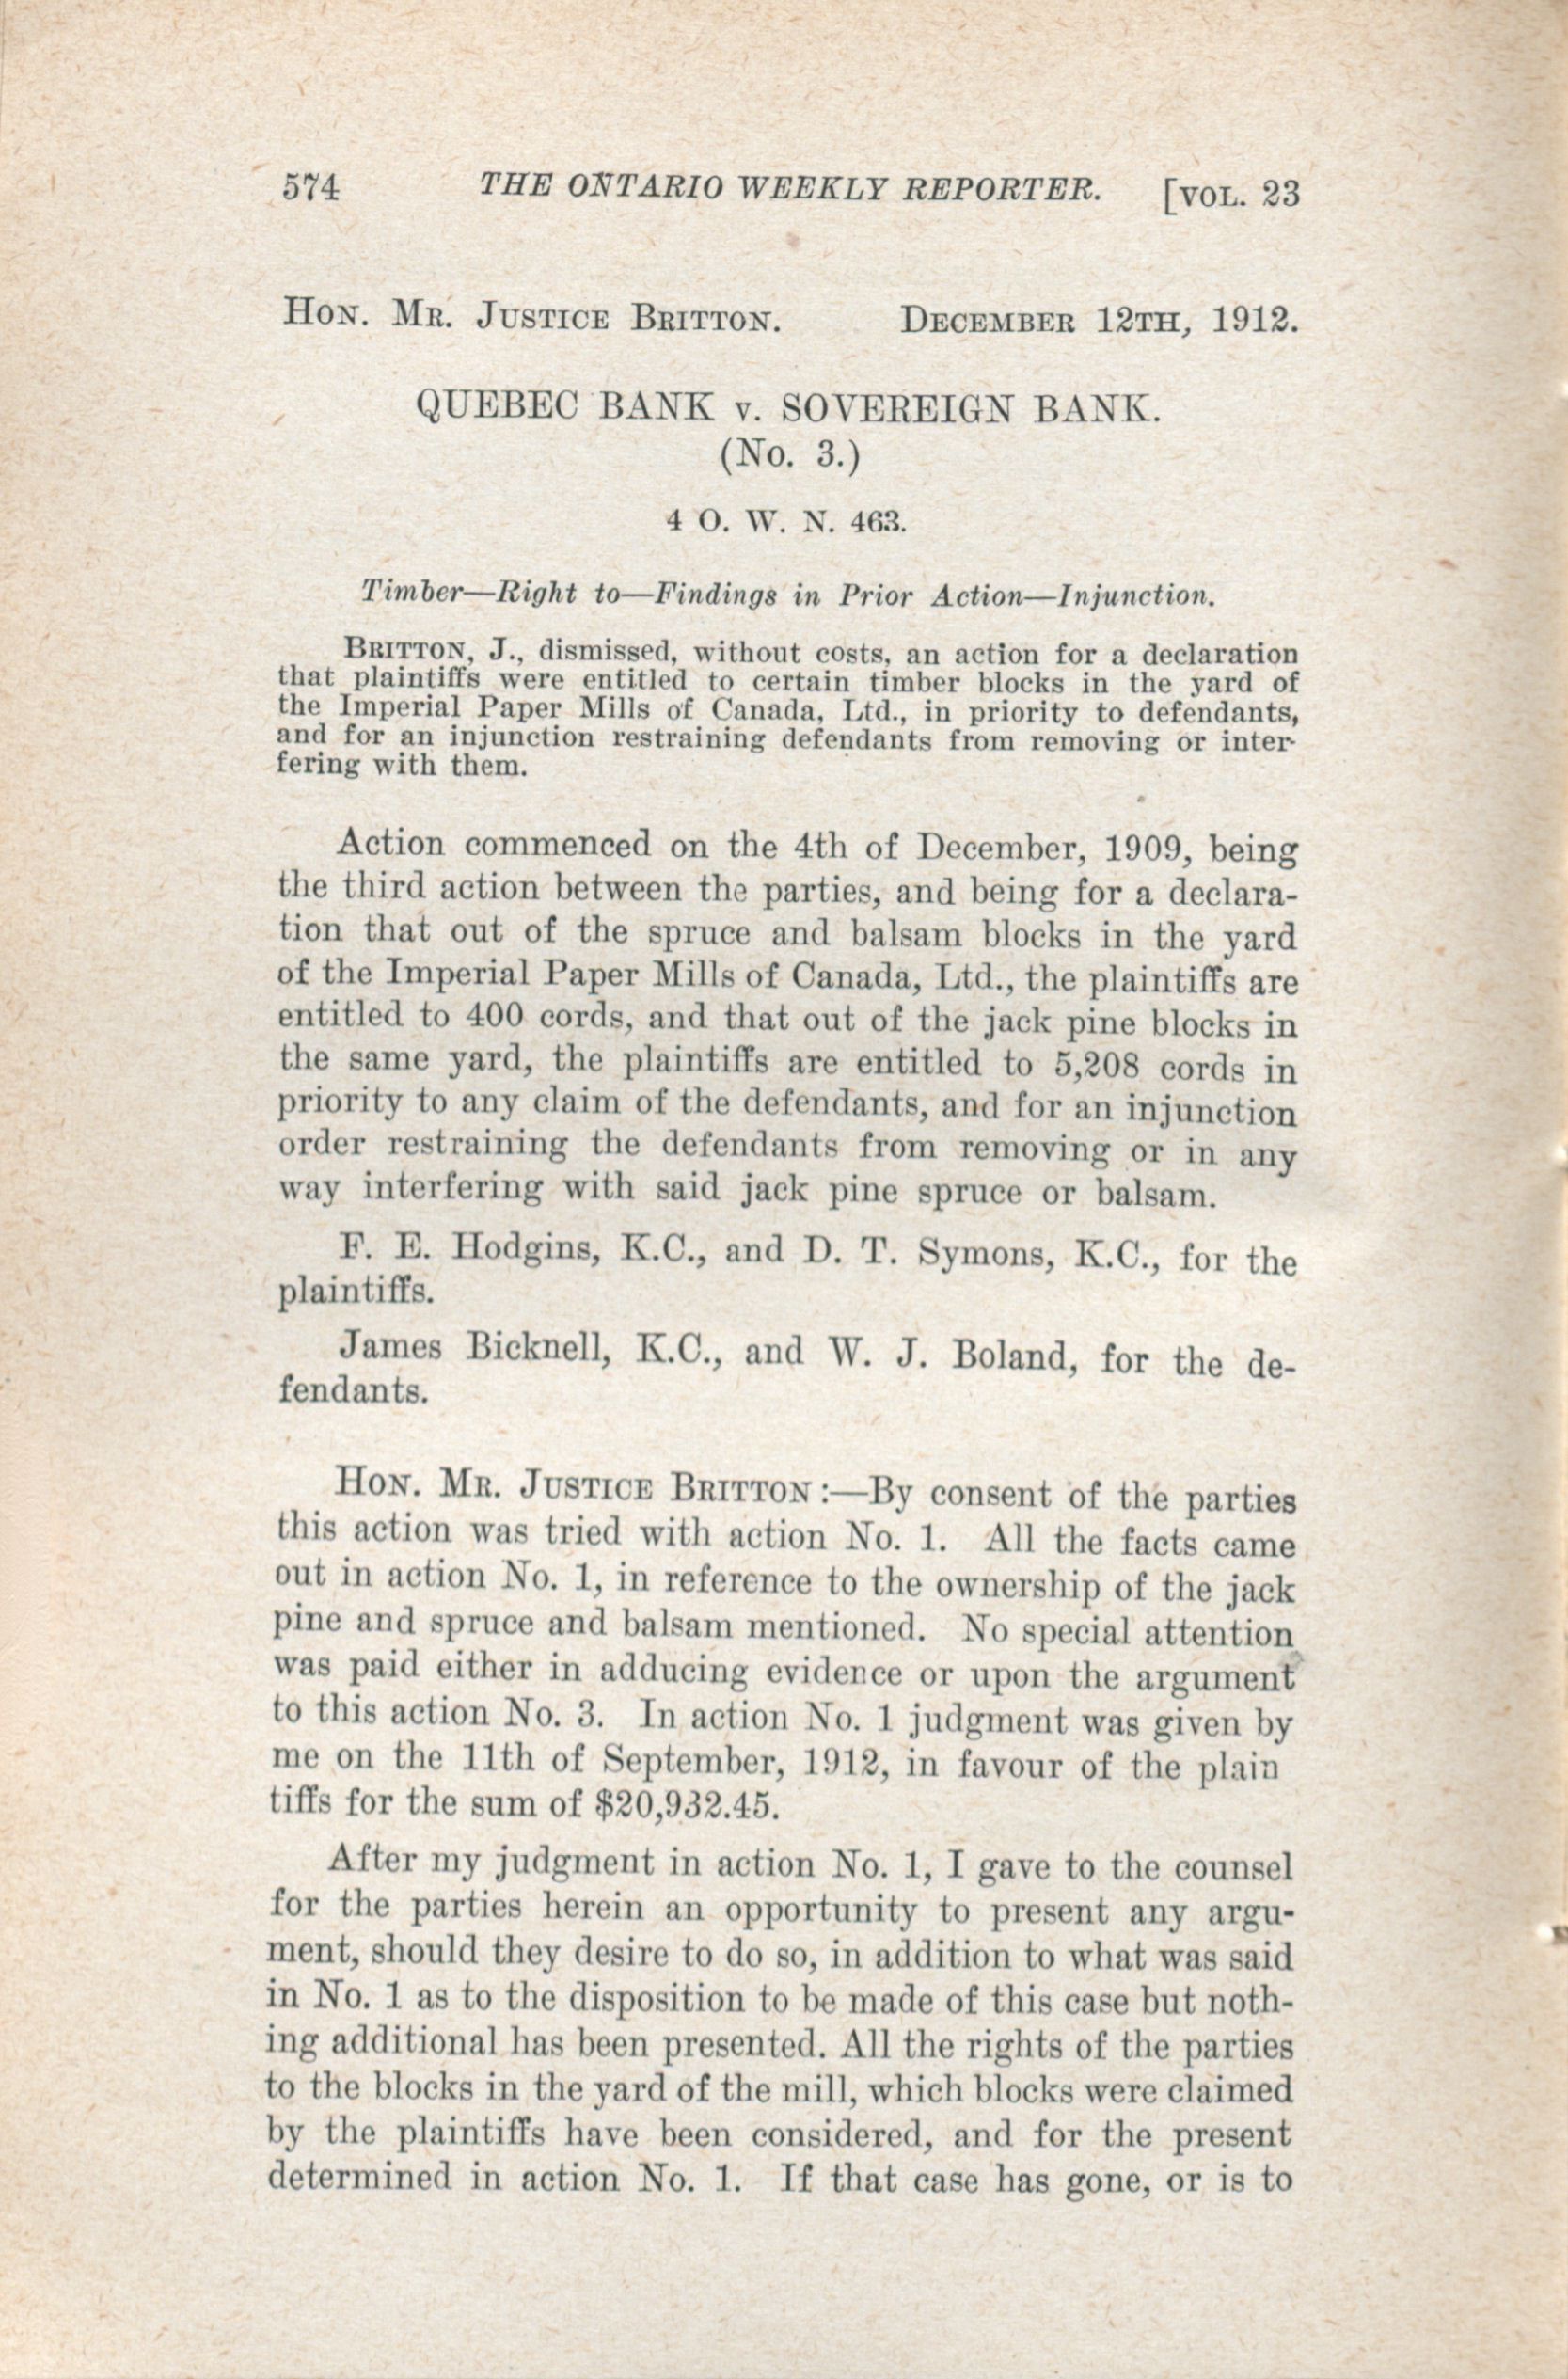 574 THE ONTARIO WEEKLY REPORTER. [VOL. 23
HON. MR. JUSTICE BRITTON. DECEMBER 12TH, 1912.
QUEBEC BANK v. SOVEREIGN BANK.
(No. 3.)
4 O. W. N. 463.
Timber—Right to—Findings in Prior Action—Injunction.
BRITTON, J., dismissed, without costs, an action for a declaration
that plaintiffs were entitled to certain timber blocks in the yard of
the Imperial Paper Mills of Canada, Ltd., in priority to defendants,
and for an injunction restraining defendants from removing or inter-
fering with them.
Action commenced on the 4th of December, 1909, being
the third action between the parties, and being for a declara-
tion that out of the spruce and balsam blocks in the yard
of the Imperial Paper Mills of Canada, Ltd., the plaintiffs are
entitled to 400 cords, and that out of the jack pine blocks in
the same yard, the plaintiffs are entitled to 5,208 cords in
priority to any claim of the defendants, and for an injunction
order restraining the defendants from removing or in any
way interfering with said jack pine spruce or balsam.
F. E. Hodgins, K.C., and D. T. Symons, K.C., for the
plaintiffs.
James Bicknell, K.C., and W. J. Boland, for the de-
fendants.
HON. MR. JUSTICE BRITTON:—By consent of the parties
this action was tried with action No. 1. All the facts came
out in action No. 1, in reference to the ownership of the jack
pine and spruce and balsam mentioned. No special attention
was paid either in adducing evidence or upon the argument
to this action No. 3. In action No. 1 judgment was given by
me on the 11th of September, 1912, in favour of the plain
tiffs for the sum of $20,932.45.
After my judgment in action No. 1, I gave to the counsel
for the parties herein an opportunity to present any argu-
ment, should they desire to do so, in addition to what was said
in No. 1 as to the disposition to be made of this case but noth-
ing additional has been presented. All the rights of the parties
to the blocks in the yard of the mill, which blocks were claimed
by the plaintiffs have been considered, and for the present
determined in action No. 1. If that case has gone, or is to